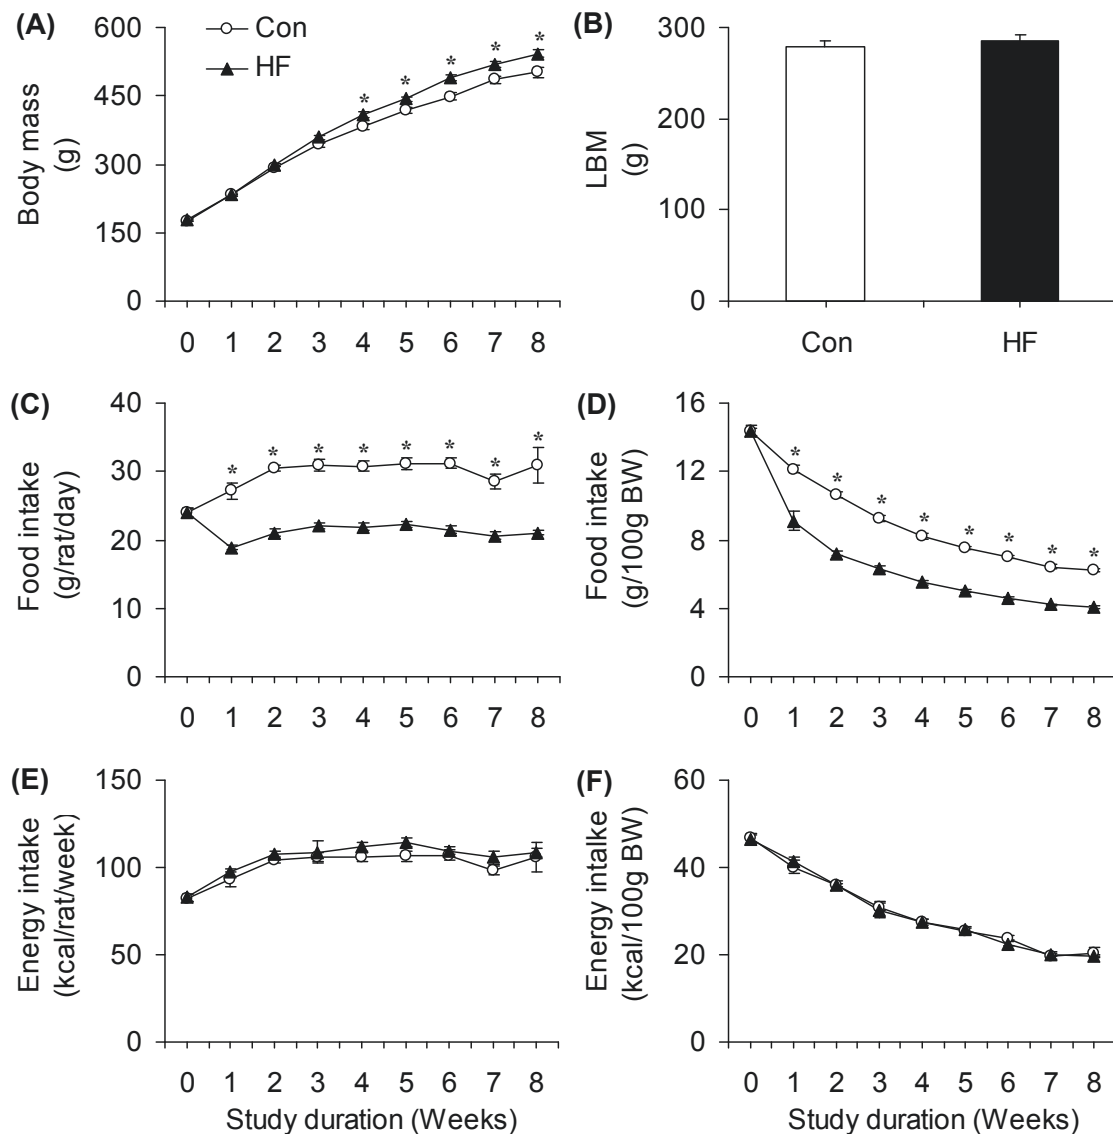 (A)
Con
HF
Body mass
(g)
600
450
300
150
0
* * * * *
0 1 2 3 4 5 6 7 8
(B)
LBM
(g)
300
200
100
0
Con HF
(C)
Food intake
(g/rat/day)
40
30
20
10
0
* * * * * * * *
0 1 2 3 4 5 6 7 8
(D)
Food intake
(g/100g BW)
16
12
8
4
0
* * * * * * * *
0 1 2 3 4 5 6 7 8
(E)
Energy intake
(kcal/rat/week)
150
100
50
0
0 1 2 3 4 5 6 7 8
Study duration (Weeks)
(F)
Energy intalke
(kcal/100g BW)
60
40
20
0
0 1 2 3 4 5 6 7 8
Study duration (Weeks)